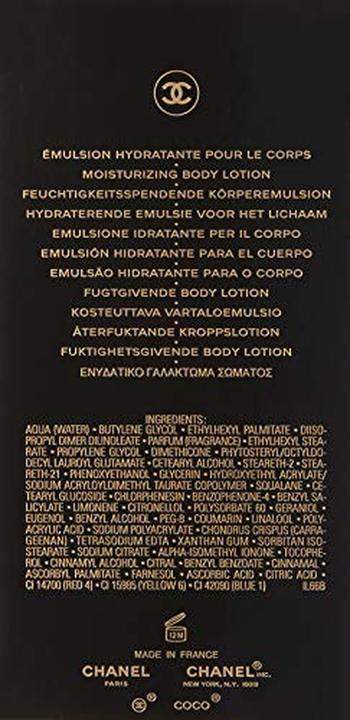 ÉMULSION HYDRATANTE POUR LE CORPS
MOISTURIZING BODY LOTION
FEUCHTIGKEITSSPENDENDE KÖRPEREMULSION
HYDRATERENDE EMULSIE VOOR HET LICHAAM
EMULSIONE IDRATANTE PER IL CORPO
EMULSIÓN HIDRATANTE PARA EL CUERPO
EMULSÃO HIDRATANTE PARA O CORPO
FUGTGIVENDE BODY LOTION
KOSTEUTTAVA VARTALOEMULSIO
ÅTERFUKTANDE KROPPSLOTION
FUKTIGHETSGIVENDE BODY LOTION
ΕΝΥΔΑΤΙΚΟ ΓΑΛΑΚΤΩΜΑ ΣΩΜΑΤΟΣ
INGREDIENTS:
AQUA (WATER) • BUTYLENE GLYCOL • ETHYLHEXYL PALMITATE • DIISO-
PROPYL DIMER DILINOLEATE • PARFUM (FRAGRANCE) • ETHYLHEXYL STEA-
RATE • PROPYLENE GLYCOL • DIMETHICONE • PHYTOSTERYL/OCTYLDO-
DECYL LAUROYL GLUTAMATE • CETEARYL ALCOHOL • STEARETH-2 • STEA-
RETH-21 • PHENOXYETHANOL • GLYCERIN • HYDROXYETHYL ACRYLATE/
SODIUM ACRYLOYLDIMETHYL TAURATE COPOLYMER • SQUALANE • CE-
TEARYL GLUCOSIDE • CHLORPHENESIN • BENZOPHENONE-4 • BENZYL SA-
LICYLATE • LIMONENE • CITRONELLOL • POLYSORBATE 60 • GERANIOL •
EUGENOL • BENZYL ALCOHOL • PEG-8 • COUMARIN • LINALOOL • POLY-
ACRYLIC ACID • SODIUM POLYACRYLATE • CHONDRUS CRISPUS (CARRA-
GEENAN) • TETRASODIUM EDTA • XANTHAN GUM • SORBITAN ISO-
STEARATE • SODIUM CITRATE • ALPHA-ISOMETHYL IONONE • TOCOPHE-
ROL • CINNAMYL ALCOHOL • CITRAL • BENZYL BENZOATE • CINNAMAL •
ASCORBYL PALMITATE • FARNESOL • ASCORBIC ACID • CITRIC ACID •
CI 14700 (RED 4) • CI 15985 (YELLOW 6) • CI 42090 (BLUE 1) IL66B
12 M
MADE IN FRANCE
CHANEL CHANEL® INC.
PARIS NEW YORK, N.Y. 10019
® COCO®